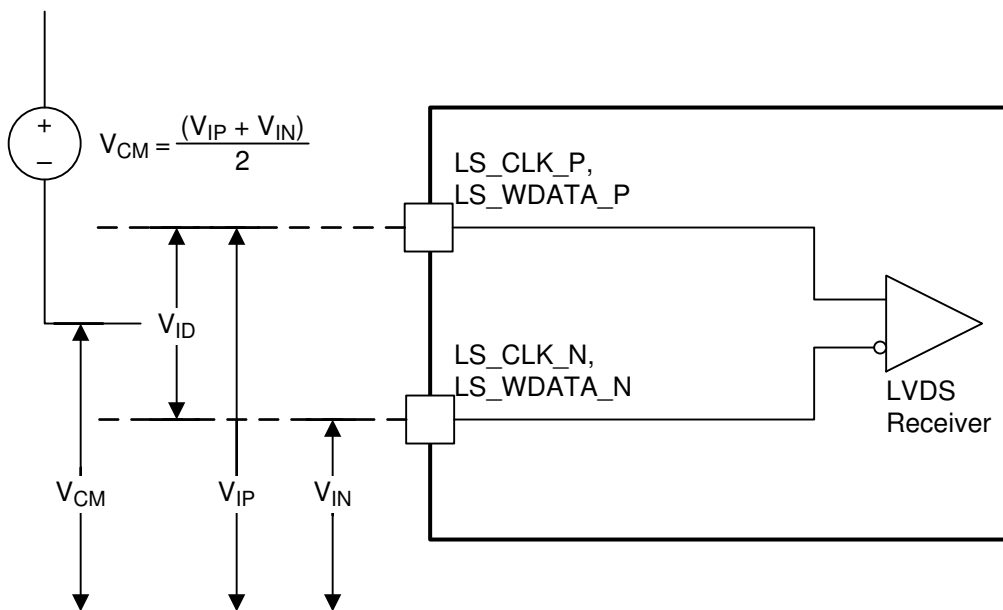 +
−
V_CM = (V_IP + V_IN)
2
LS_CLK_P,
LS_WDATA_P
V_ID
LS_CLK_N,
LS_WDATA_N
LVDS
Receiver
V_CM
V_IP
V_IN